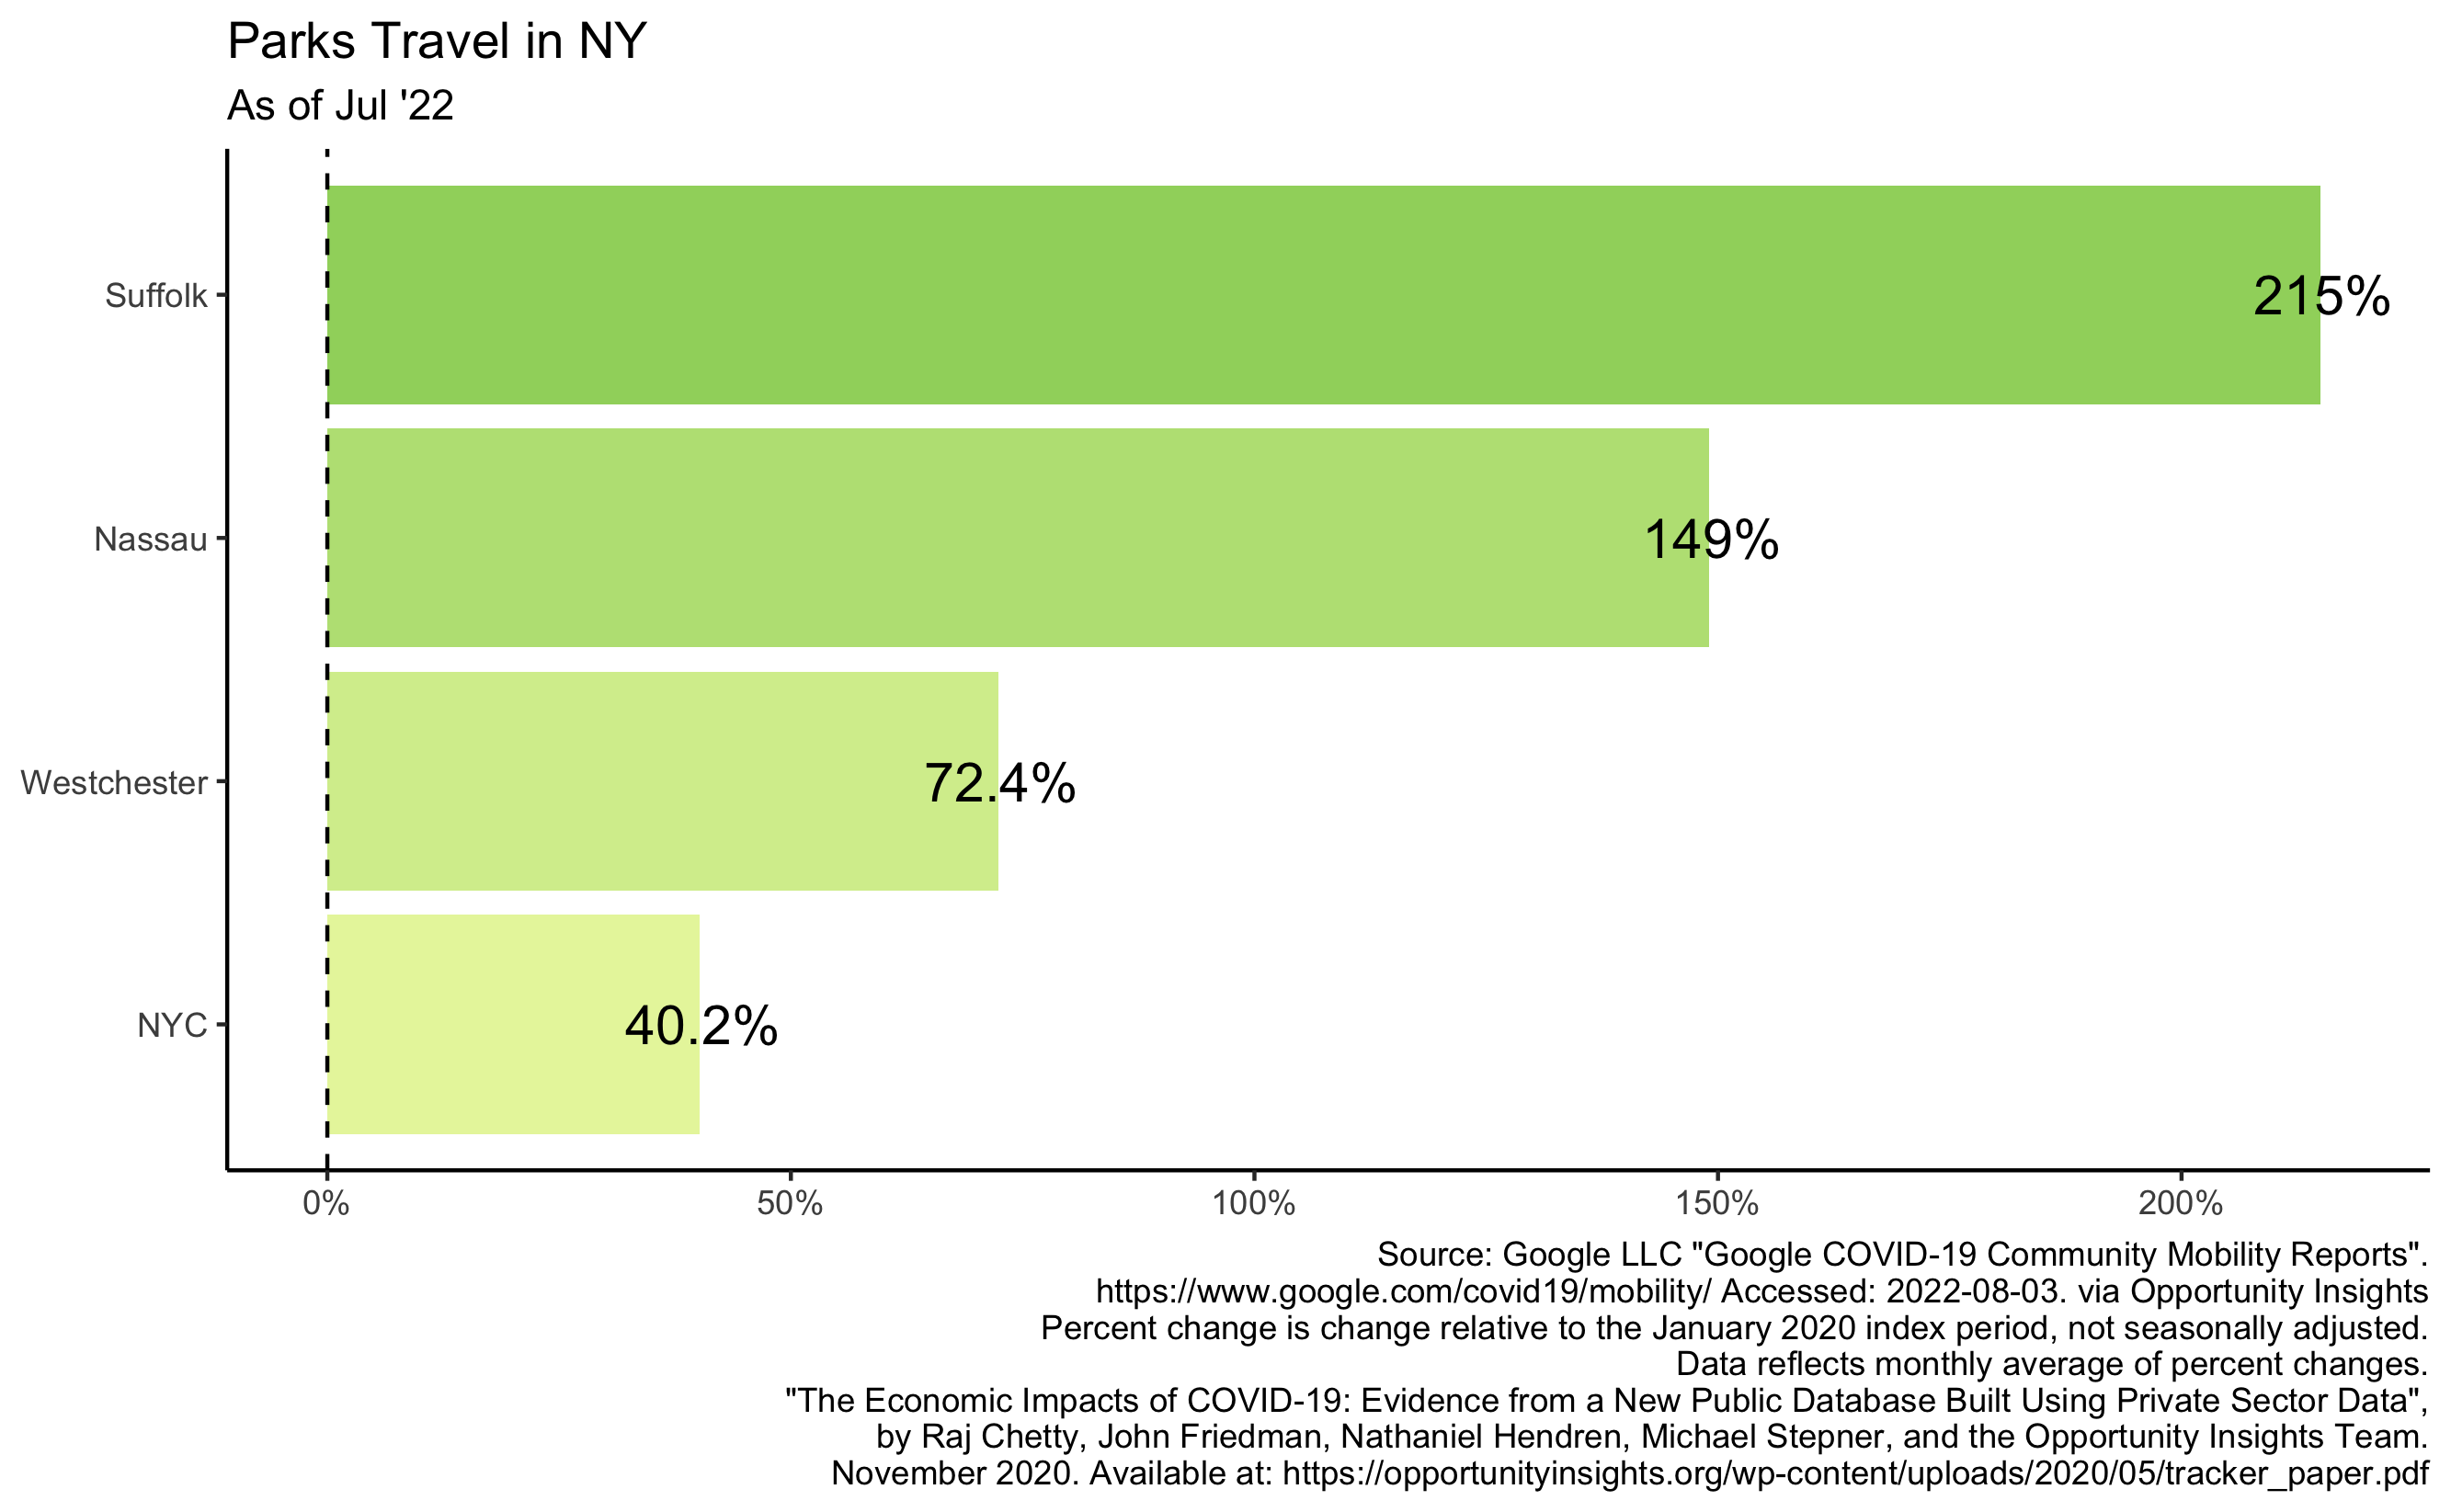 Parks Travel in NY
As of Jul '22
Suffolk
215%
Nassau
149%
Westchester
72.4%
NYC
40.2%
0% 50% 100% 150% 200%
Source: Google LLC "Google COVID-19 Community Mobility Reports".
https://www.google.com/covid19/mobility/ Accessed: 2022-08-03. via Opportunity Insights
Percent change is change relative to the January 2020 index period, not seasonally adjusted.
Data reflects monthly average of percent changes.
"The Economic Impacts of COVID-19: Evidence from a New Public Database Built Using Private Sector Data",
by Raj Chetty, John Friedman, Nathaniel Hendren, Michael Stepner, and the Opportunity Insights Team.
November 2020. Available at: https://opportunityinsights.org/wp-content/uploads/2020/05/tracker_paper.pdf